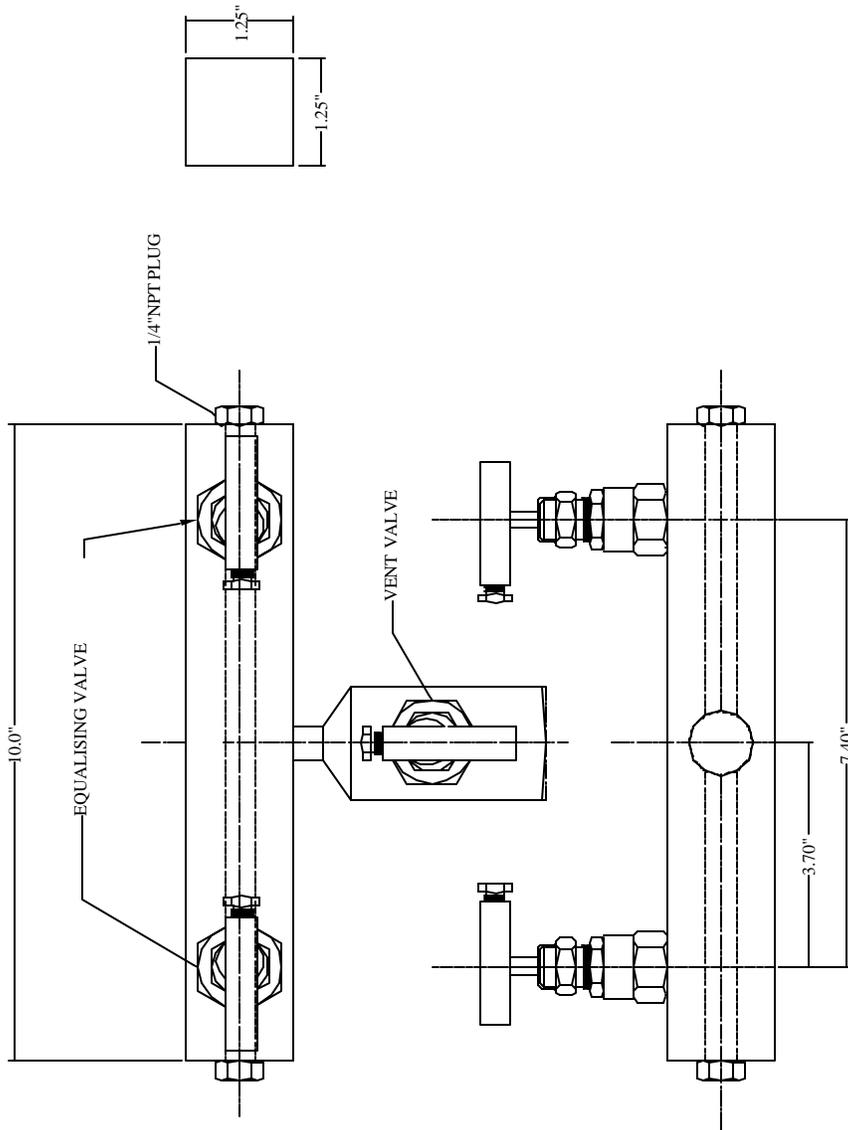 1.25"
1.25"
1/4"NPT PLUG
10.0"
EQUALISING VALVE
VENT VALVE
3.70"
7.40"